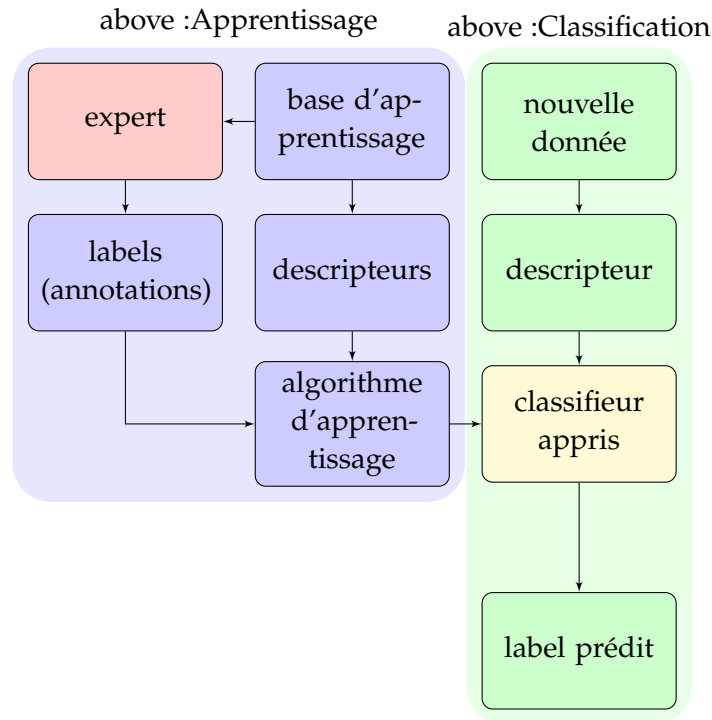 above :Apprentissage
above :Classification
expert
base d'ap-
prentissage
nouvelle
donnée
labels
(annotations)
descripteurs
descripteur
algorithme
d'appren-
tissage
classifieur
appris
label prédit